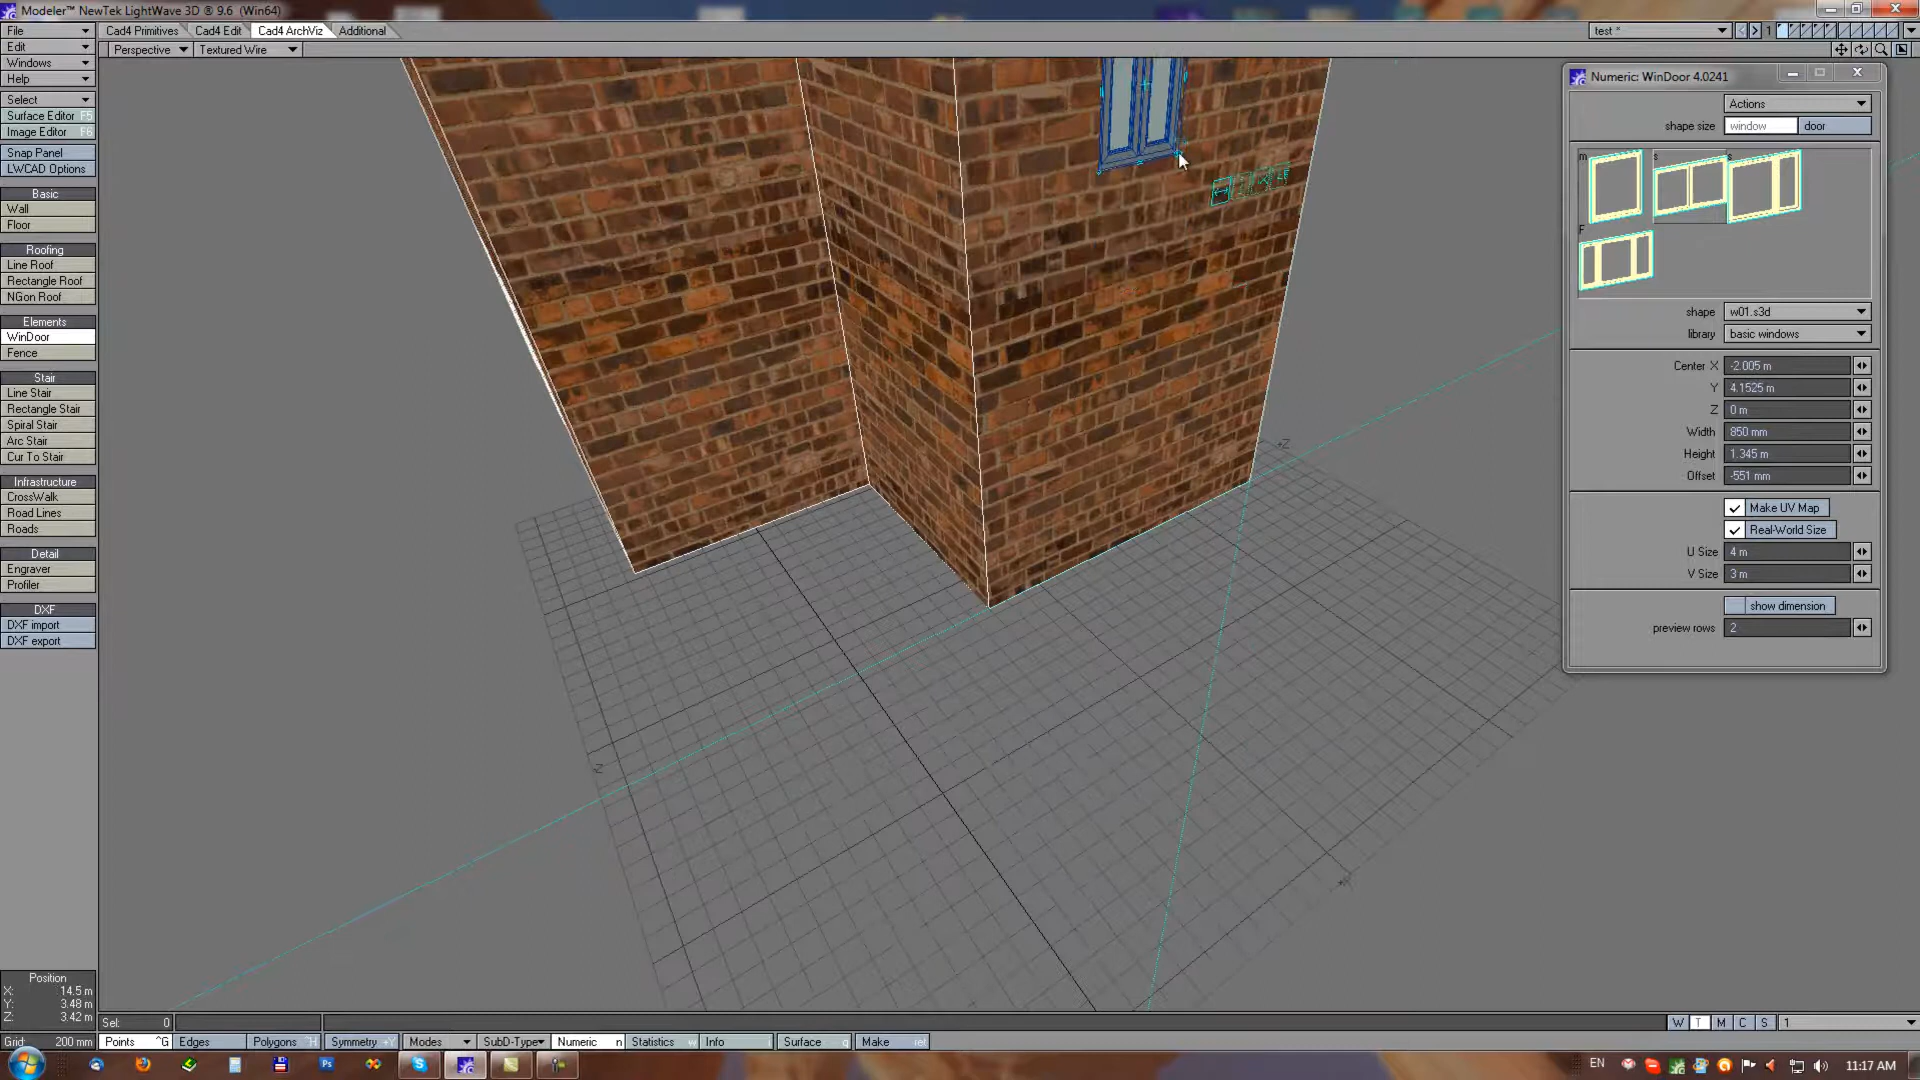 Modeler™ NewTek LightWave 3D ® 9.6 (Win64)
File
Edit
Windows
Help
Cad4 Primitives Cad4 Edit Cad4 ArchViz Additional
test *
1
Perspective Textured Wire
Select
Surface Editor F5
Image Editor F6
Snap Panel
LWCAD Options
Basic
Wall
Floor
Roofing
Line Roof
Rectangle Roof
NGon Roof
Elements
WinDoor
Fence
Stair
Line Stair
Rectangle Stair
Spiral Stair
Arc Stair
Cur To Stair
Infrastructure
CrossWalk
Road Lines
Roads
Detail
Engraver
Profiler
DXF
DXF import
DXF export
+Z
-Z
Numeric: WinDoor 4.0241
Actions
shape size window door
m s s
F
shape w01.s3d
library basic windows
Center X -2.005 m
Y 4.1525 m
Z 0 m
Width 850 mm
Height 1.345 m
Offset -551 mm
Make UV Map
Real-World Size
U Size 4 m
V Size 3 m
show dimension
preview rows 2
Position
X: 14.5 m
Y: 3.48 m
Z: 3.42 m
Grid: 200 mm
Sel: 0
W T M C S 1
Points ^G Edges Polygons ^H Symmetry +Y Modes SubD-Type Numeric n Statistics w Info i Surface q Make ret
EN 11:17 AM